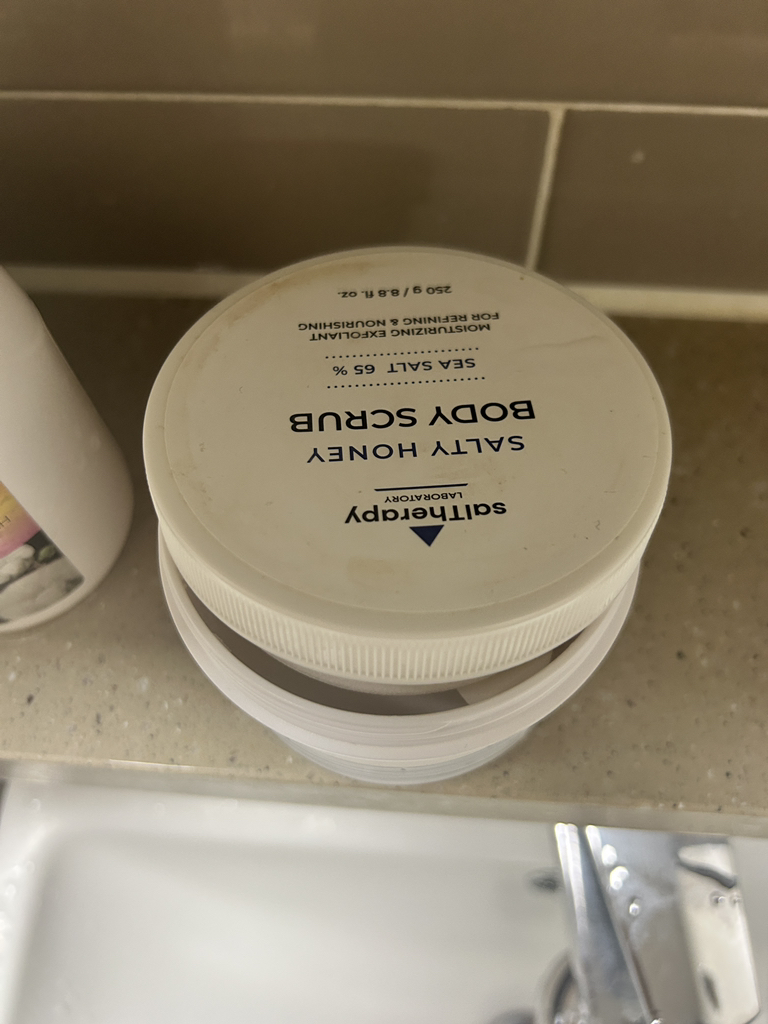 salTherapy
LABORATORY
SALTY HONEY
BODY SCRUB
SEA SALT 65 %
MOISTURIZING EXFOLIANT
FOR REFINING & NOURISHING
250 g / 8.8 fl. oz.